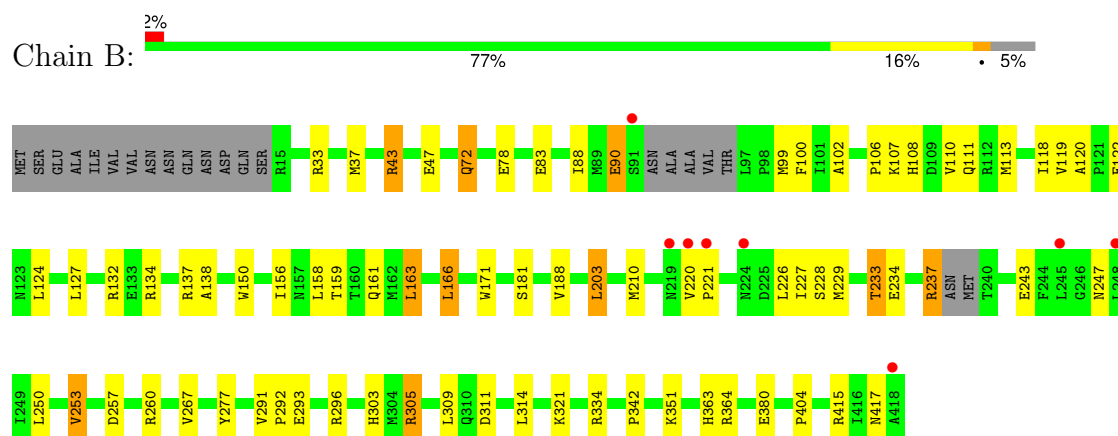 2%
Chain B:
77% 16% • 5%
MET SER GLU ALA ILE VAL VAL ASN ASN GLN ASN ASP GLN SER R15 R33 M37 R43 E47 Q72 E78 E83 I88 M89 E90 S91 ASN ALA ALA VAL THR L97 P98 M99 F100 I101 A102 P106 K107 H108 D109 V110 Q111 R112 M113 I118 V119 A120 P121
N123 L124 L127 R132 E133 R134 R137 A138 W150 I156 N157 L158 T159 T160 Q161 M162 L163 L166 W171 S181 V188 L203 M210 N219 V220 P221 N224 D225 L226 I227 S228 M229 T233 E234 R237 ASN MET T240 E243 F244 L245 G246 N247 L248
I249 L250 V253 D257 R260 V267 Y277 V291 P292 E293 R296 H303 M304 R305 L309 Q310 D311 L314 K321 R334 P342 K351 H363 R364 E380 P404 R415 I416 N417 A418